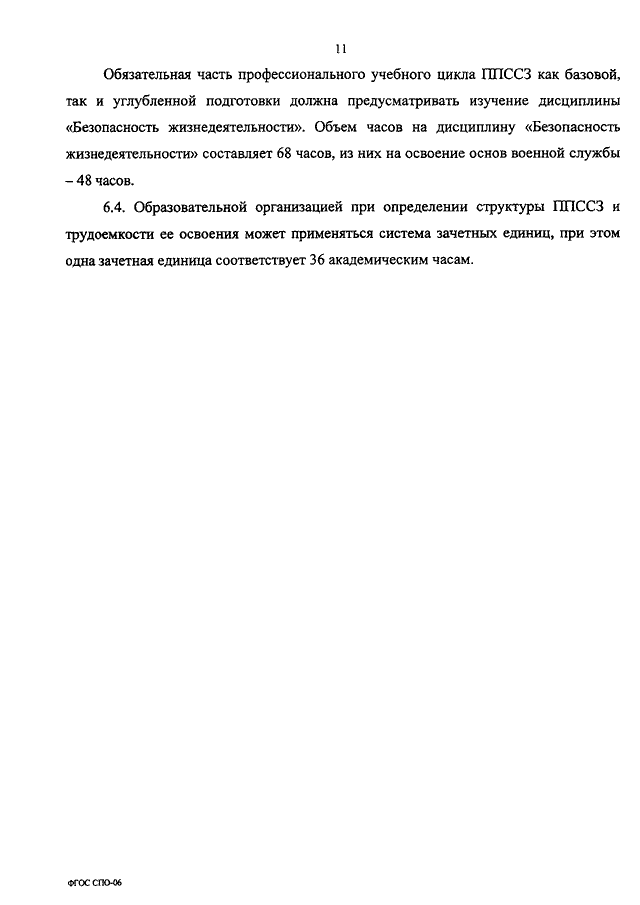 11
Обязательная часть профессионального учебного цикла ППССЗ как базовой,
так и углубленной подготовки должна предусматривать изучение дисциплины
«Безопасность жизнедеятельности». Объем часов на дисциплину «Безопасность
жизнедеятельности» составляет 68 часов, из них на освоение основ военной службы
– 48 часов.
6.4. Образовательной организацией при определении структуры ППССЗ и
трудоемкости ее освоения может применяться система зачетных единиц, при этом
одна зачетная единица соответствует 36 академическим часам.
ФГОС СПО-06